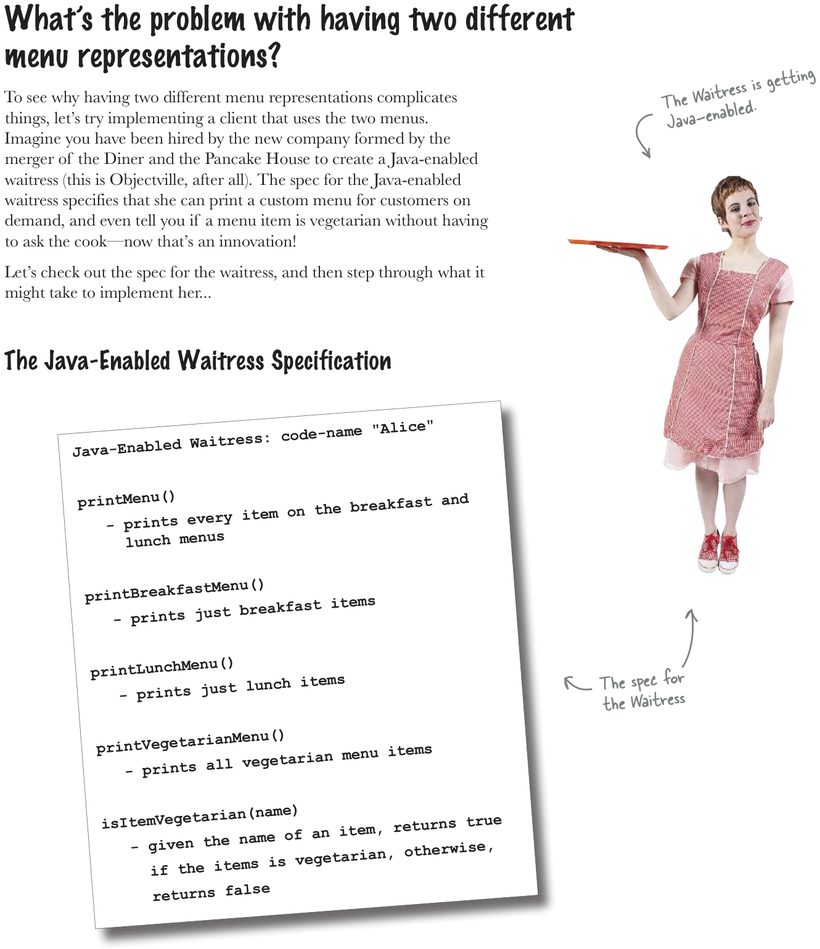 What's the problem with having two different
menu representations?
To see why having two different menu representations complicates
things, let's try implementing a client that uses the two menus.
Imagine you have been hired by the new company formed by the
merger of the Diner and the Pancake House to create a Java-enabled
waitress (this is Objectville, after all). The spec for the Java-enabled
waitress specifies that she can print a custom menu for customers on
demand, and even tell you if a menu item is vegetarian without having
to ask the cook—now that's an innovation!
Let's check out the spec for the waitress, and then step through what it
might take to implement her...
The Waitress is getting
Java-enabled.
The Java-Enabled Waitress Specification
Java-Enabled Waitress: code-name "Alice"
printMenu()
- prints every item on the breakfast and
lunch menus
printBreakfastMenu()
- prints just breakfast items
printLunchMenu()
- prints just lunch items
printVegetarianMenu()
- prints all vegetarian menu items
isItemVegetarian(name)
- given the name of an item, returns true
if the items is vegetarian, otherwise,
returns false
The spec for
the Waitress